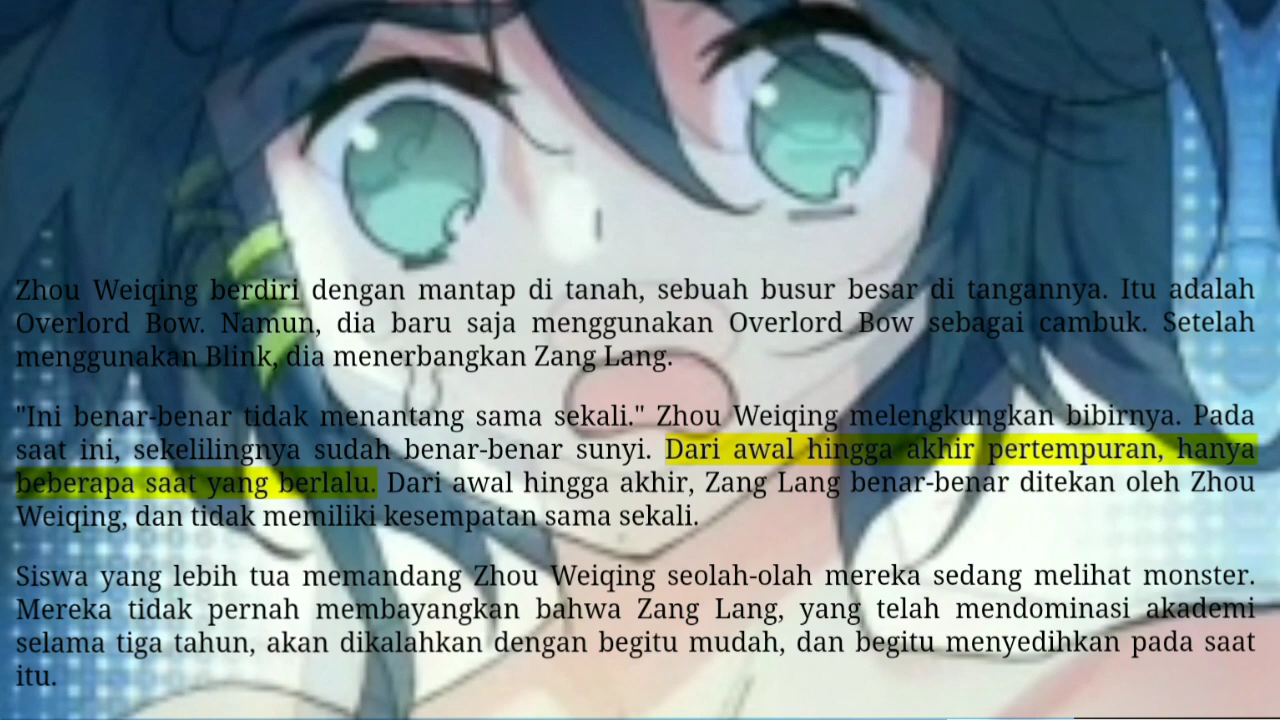 Zhou Weiqing berdiri dengan mantap di tanah, sebuah busur besar di tangannya. Itu adalah
Overlord Bow. Namun, dia baru saja menggunakan Overlord Bow sebagai cambuk. Setelah
menggunakan Blink, dia menerbangkan Zang Lang.
"Ini benar-benar tidak menantang sama sekali." Zhou Weiqing melengkungkan bibirnya. Pada
saat ini, sekelilingnya sudah benar-benar sunyi. Dari awal hingga akhir pertempuran, hanya
beberapa saat yang berlalu. Dari awal hingga akhir, Zang Lang benar-benar ditekan oleh Zhou
Weiqing, dan tidak memiliki kesempatan sama sekali.
Siswa yang lebih tua memandang Zhou Weiqing seolah-olah mereka sedang melihat monster.
Mereka tidak pernah membayangkan bahwa Zang Lang, yang telah mendominasi akademi
selama tiga tahun, akan dikalahkan dengan begitu mudah, dan begitu menyedihkan pada saat
itu.